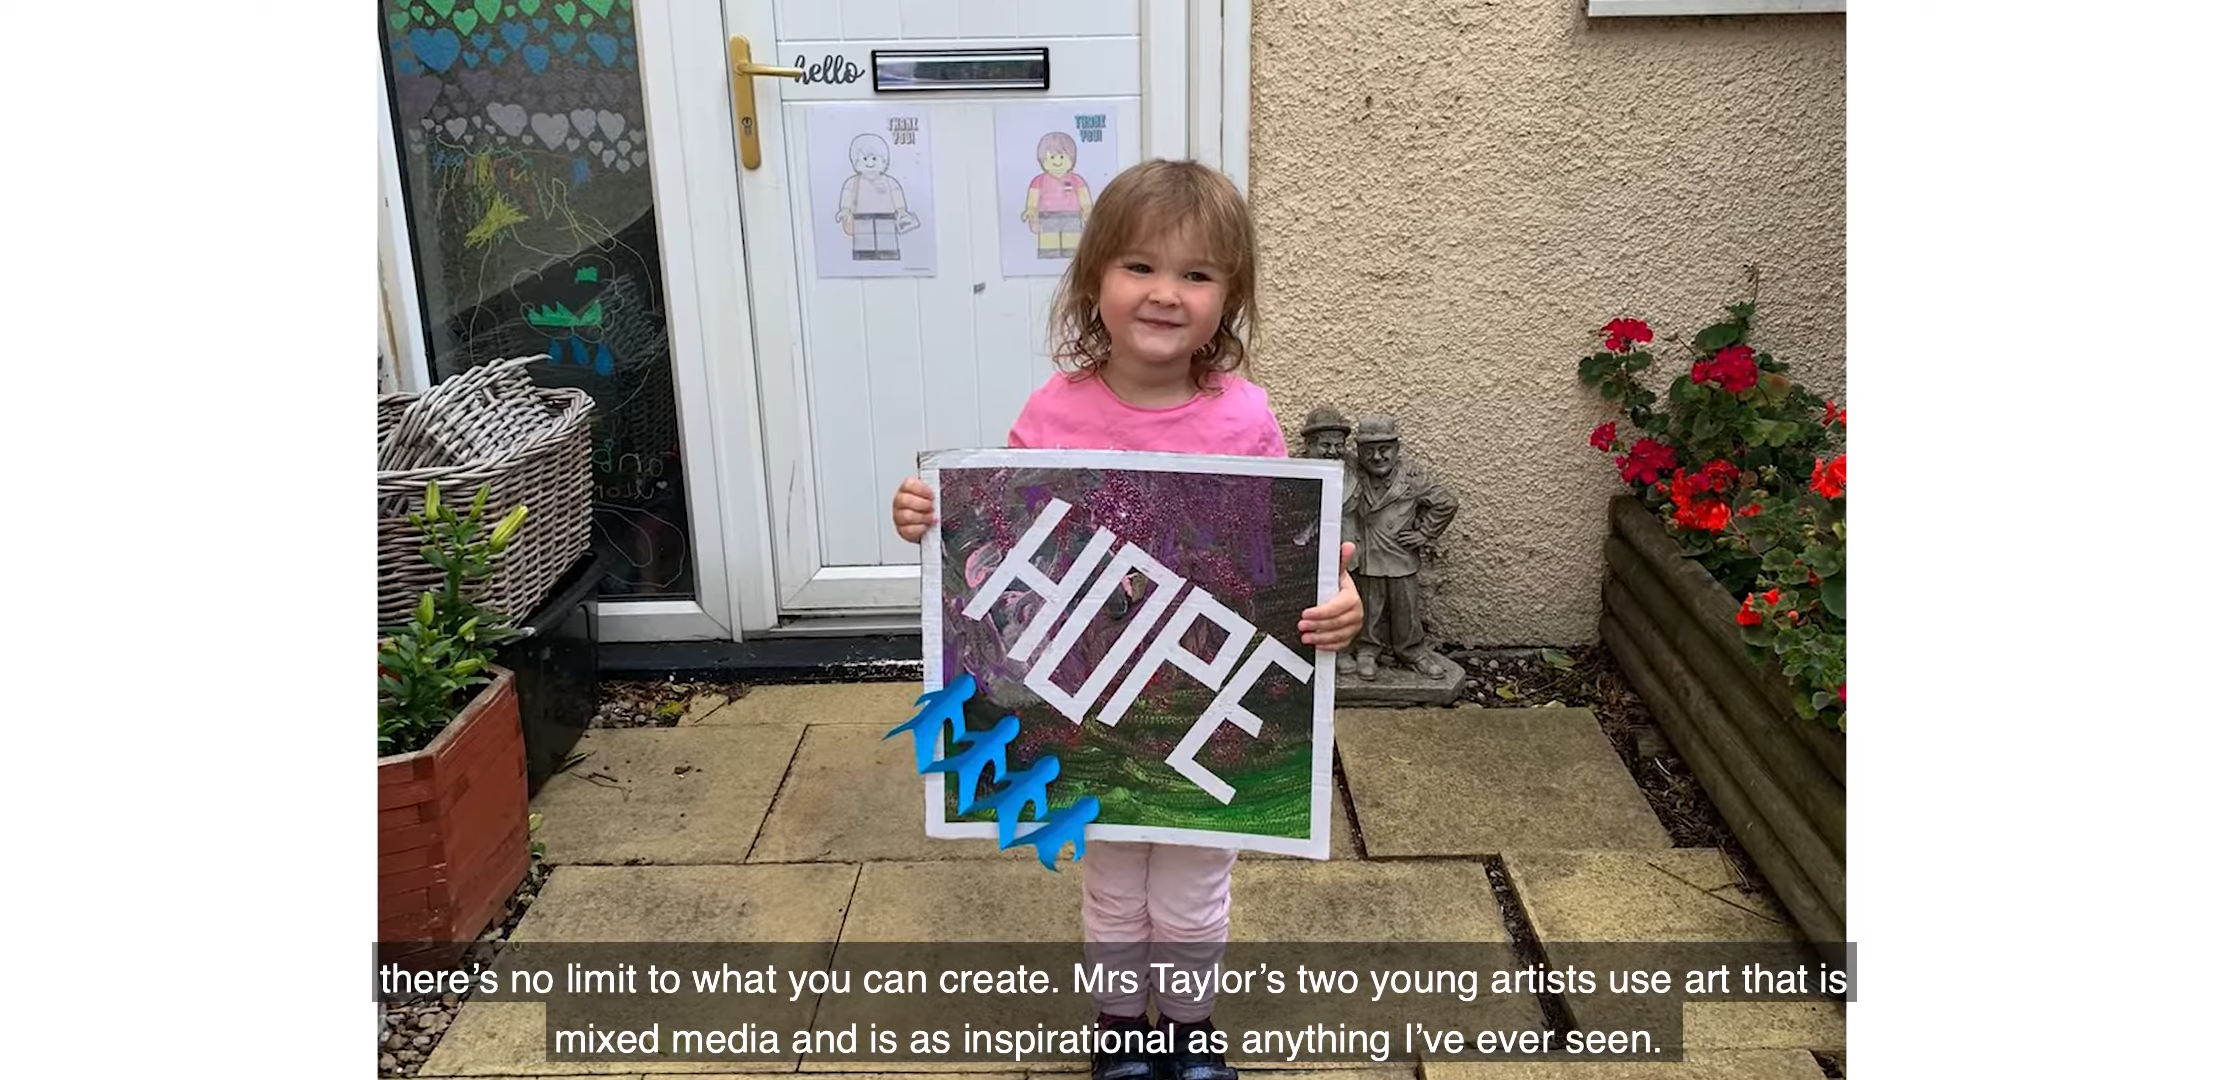 hello
THANK
YOU!
THANK
YOU!
HOPE
there’s no limit to what you can create. Mrs Taylor’s two young artists use art that is
mixed media and is as inspirational as anything I’ve ever seen.